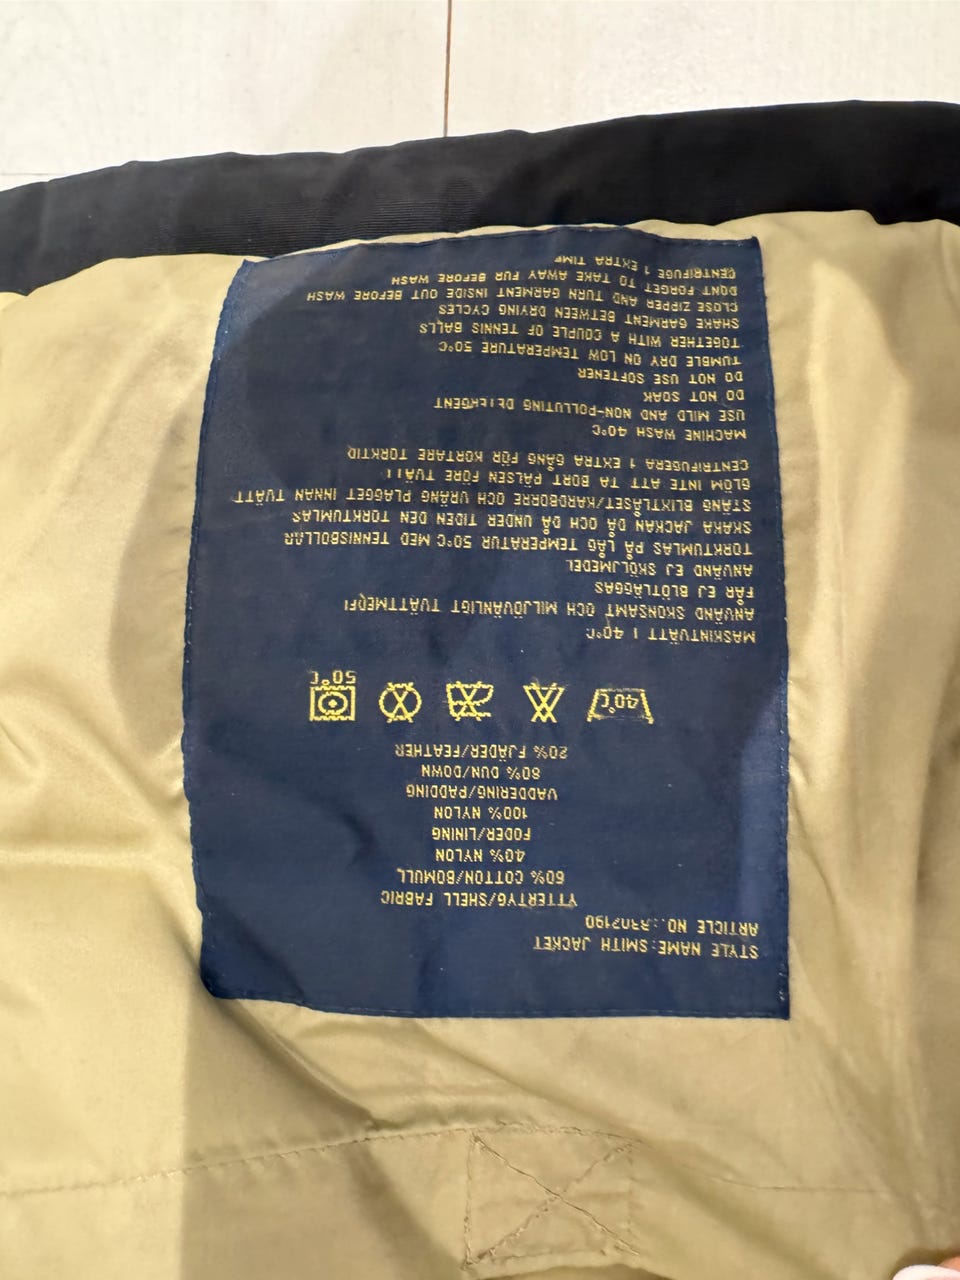 STYLE NAME: SMITH JACKET
ARTICLE NO.:
YTTERTYG/SHELL FABRIC
60% COTTON/BOMULL
40% NYLON
FODER/LINING
100% NYLON
VADDERING/PADDING
80% DUN/DOWN
20% FJÄDER/FEATHER
40°C
50°C
MASKINTVÄTT I 40°C
ANVÄND SKONSAMT OCH MILJÖVÄNLIGT TVÄTTMEDEL
FÅR EJ BLÖTLÄGGAS
ANVÄND EJ SKÖLJMEDEL
TORKTUMLAS PÅ LÅG TEMPERATUR 50°C MED TENNISBOLLAR
SKAKA JACKAN DÅ OCH DÅ UNDER TIDEN DEN TORKTUMLAS
STÄNG BLIXTLÅSET/KARDBORRE OCH VRÄNG PLAGGET INNAN TVÄTT
GLÖM INTE ATT TA BORT PÄLSEN FÖRE TVÄTT
CENTRIFUGERA 1 EXTRA GÅNG FÖR KORTARE TORKTID
MACHINE WASH 40°C
USE MILD AND NON-POLLUTING DETERGENT
DO NOT SOAK
DO NOT USE SOFTENER
TUMBLE DRY ON LOW TEMPERATURE 50°C
TOGETHER WITH A COUPLE OF TENNIS BALLS
SHAKE GARMENT BETWEEN DRYING CYCLES
CLOSE ZIPPER AND TURN GARMENT INSIDE OUT BEFORE WASH
DONT FORGET TO TAKE AWAY FUR BEFORE WASH
CENTRIFUGE 1 EXTRA TIME